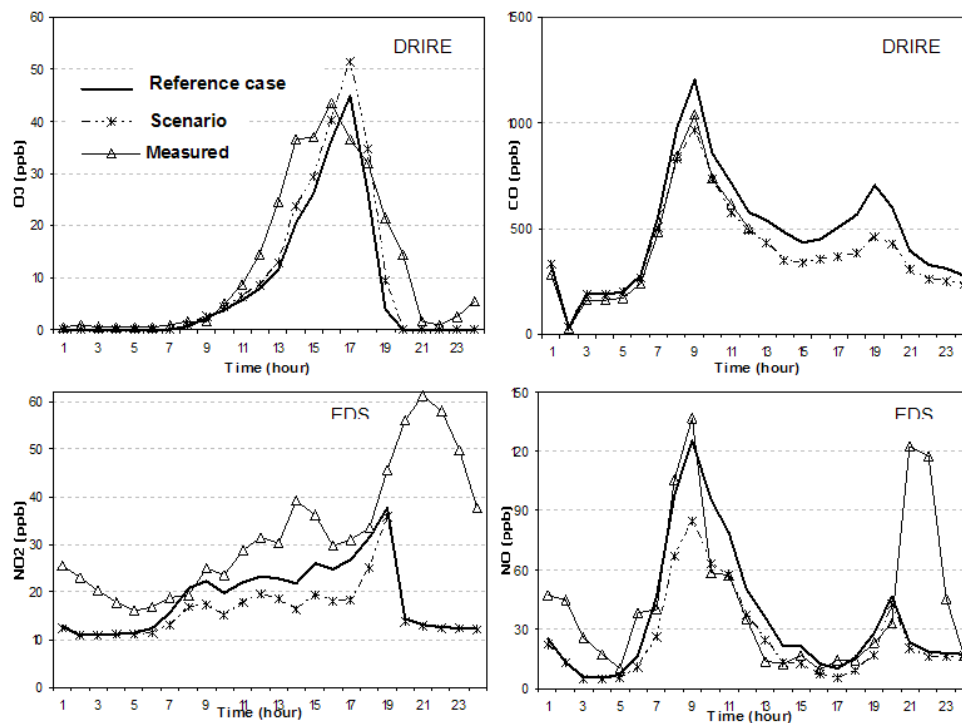 DRIRE
Reference case
Scenario
Measured
O3 (ppb)
60
50
40
30
20
10
0
1 3 5 7 9 11 13 15 17 19 21 23
Time (hour)
DRIRE
CO (ppb)
1500
1000
500
0
1 3 5 7 9 11 13 15 17 19 21 23
Time (hour)
FDS
NO2 (ppb)
60
50
40
30
20
10
0
1 3 5 7 9 11 13 15 17 19 21 23
Time (hour)
FDS
NO (ppb)
150
120
90
60
30
0
1 3 5 7 9 11 13 15 17 19 21 23
Time (hour)